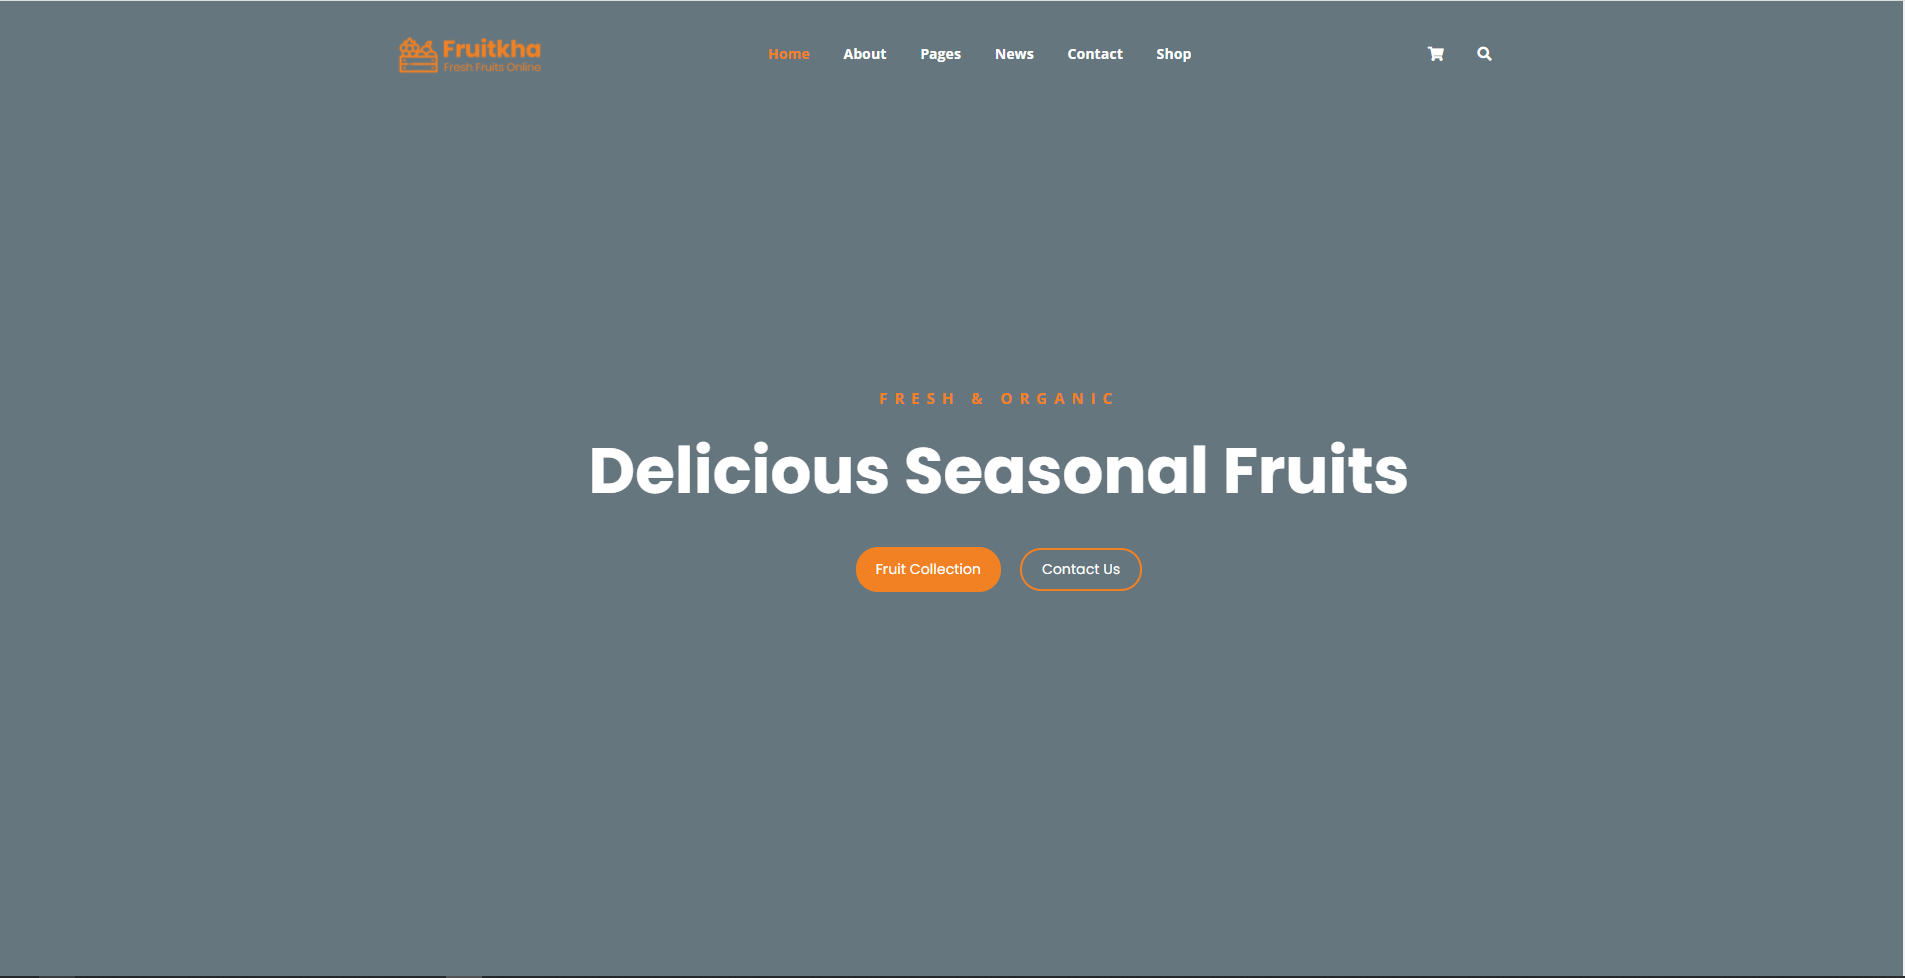 Fruitkha
Fresh Fruits Online
Home About Pages News Contact Shop
FRESH & ORGANIC
Delicious Seasonal Fruits
Fruit Collection Contact Us